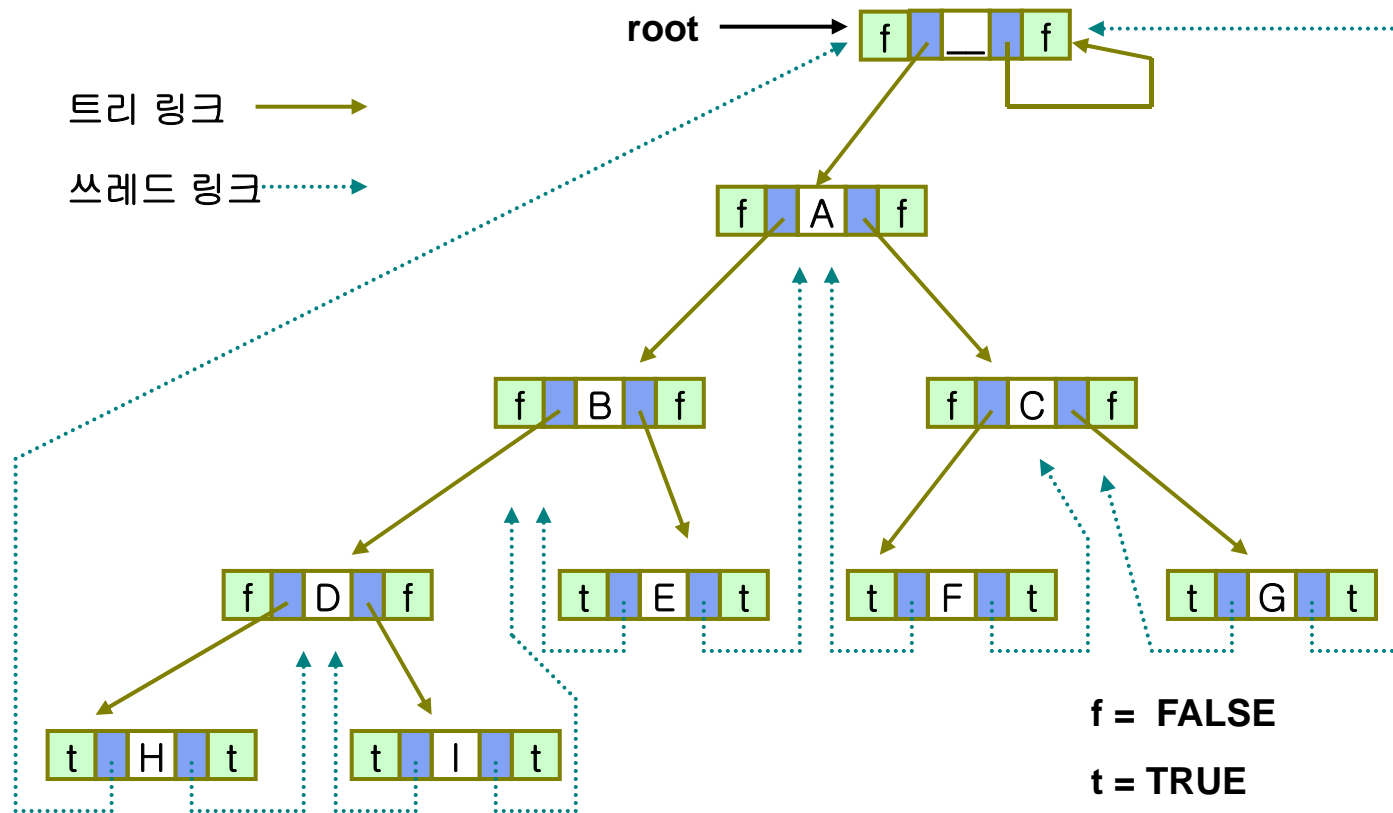 root
f _ f
트리 링크
쓰레드 링크
f A f
f B f
f C f
f D f
t E t
t F t
t G t
t H t
t I t
f = FALSE
t = TRUE